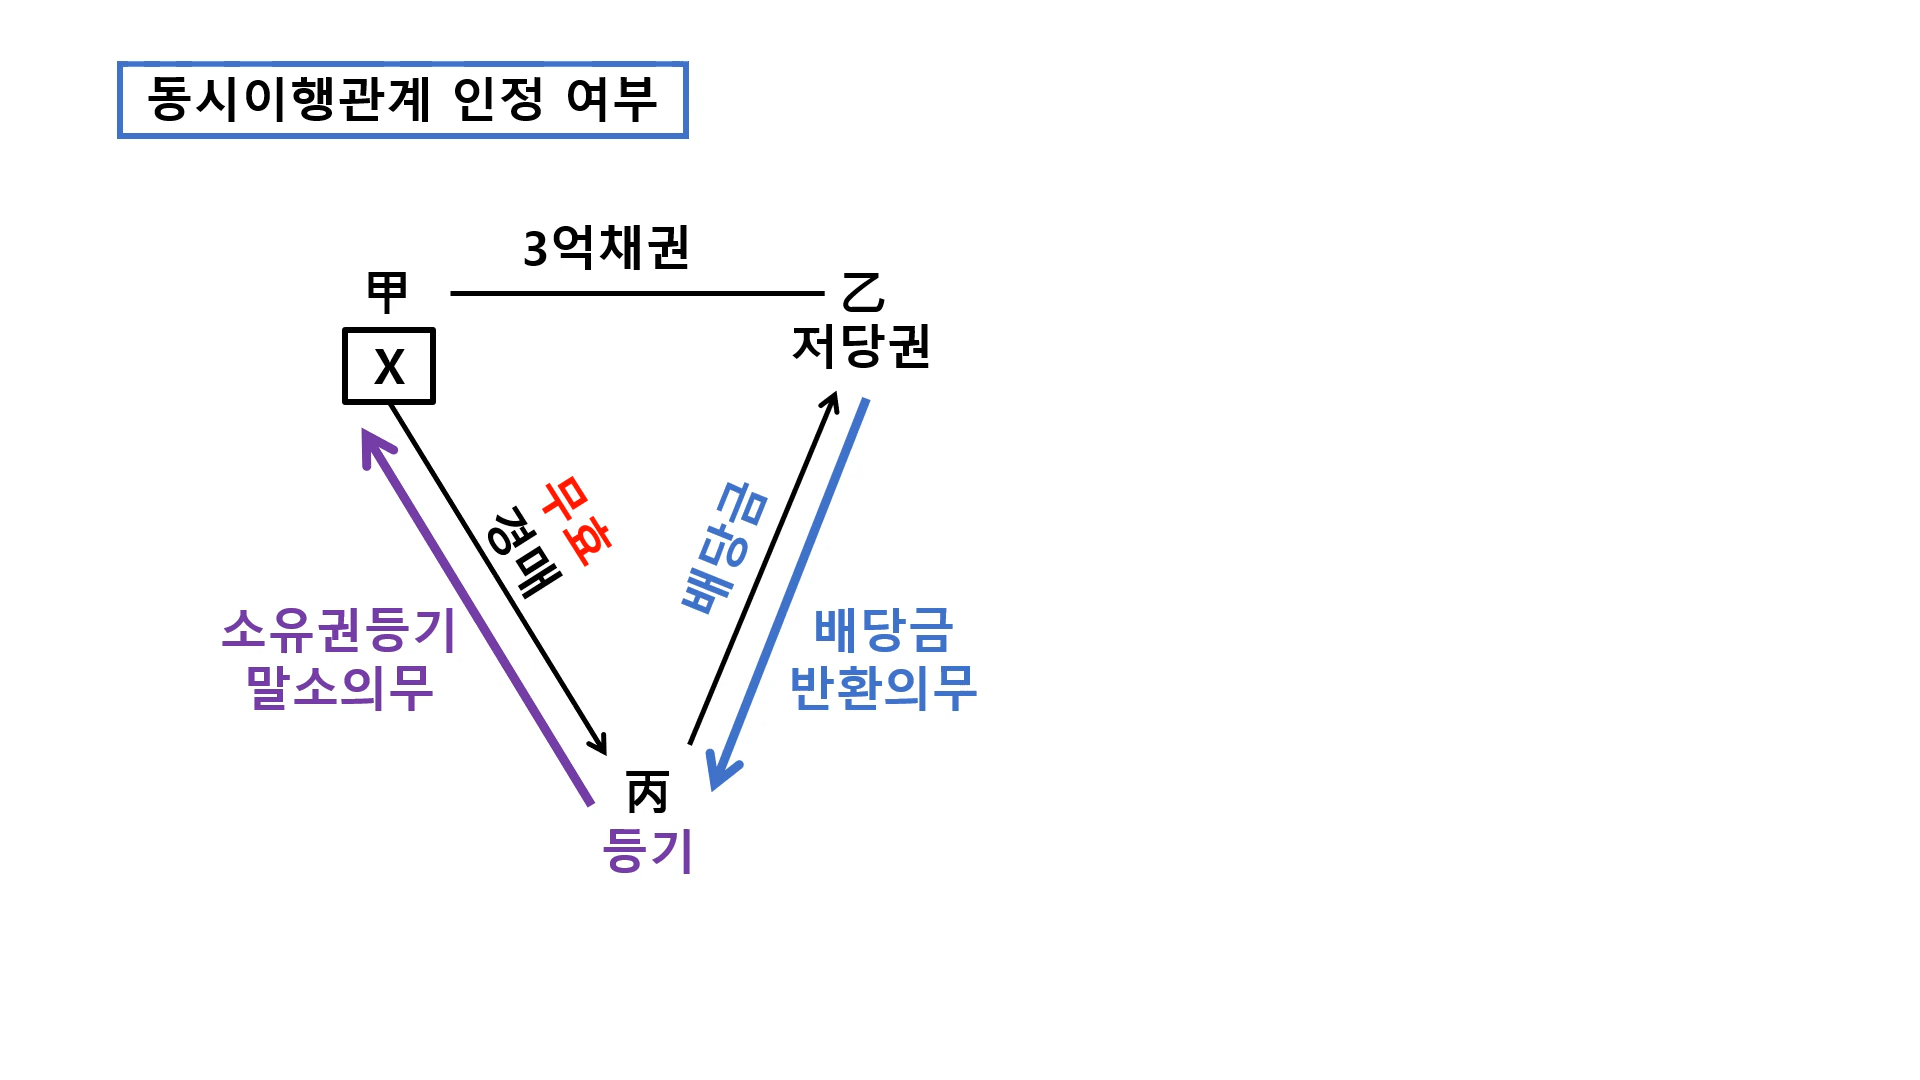 동시이행관계 인정 여부
3억채권
甲
乙
X
저당권
무효
경매
배당금
소유권등기
말소의무
배당금
반환의무
丙
등기